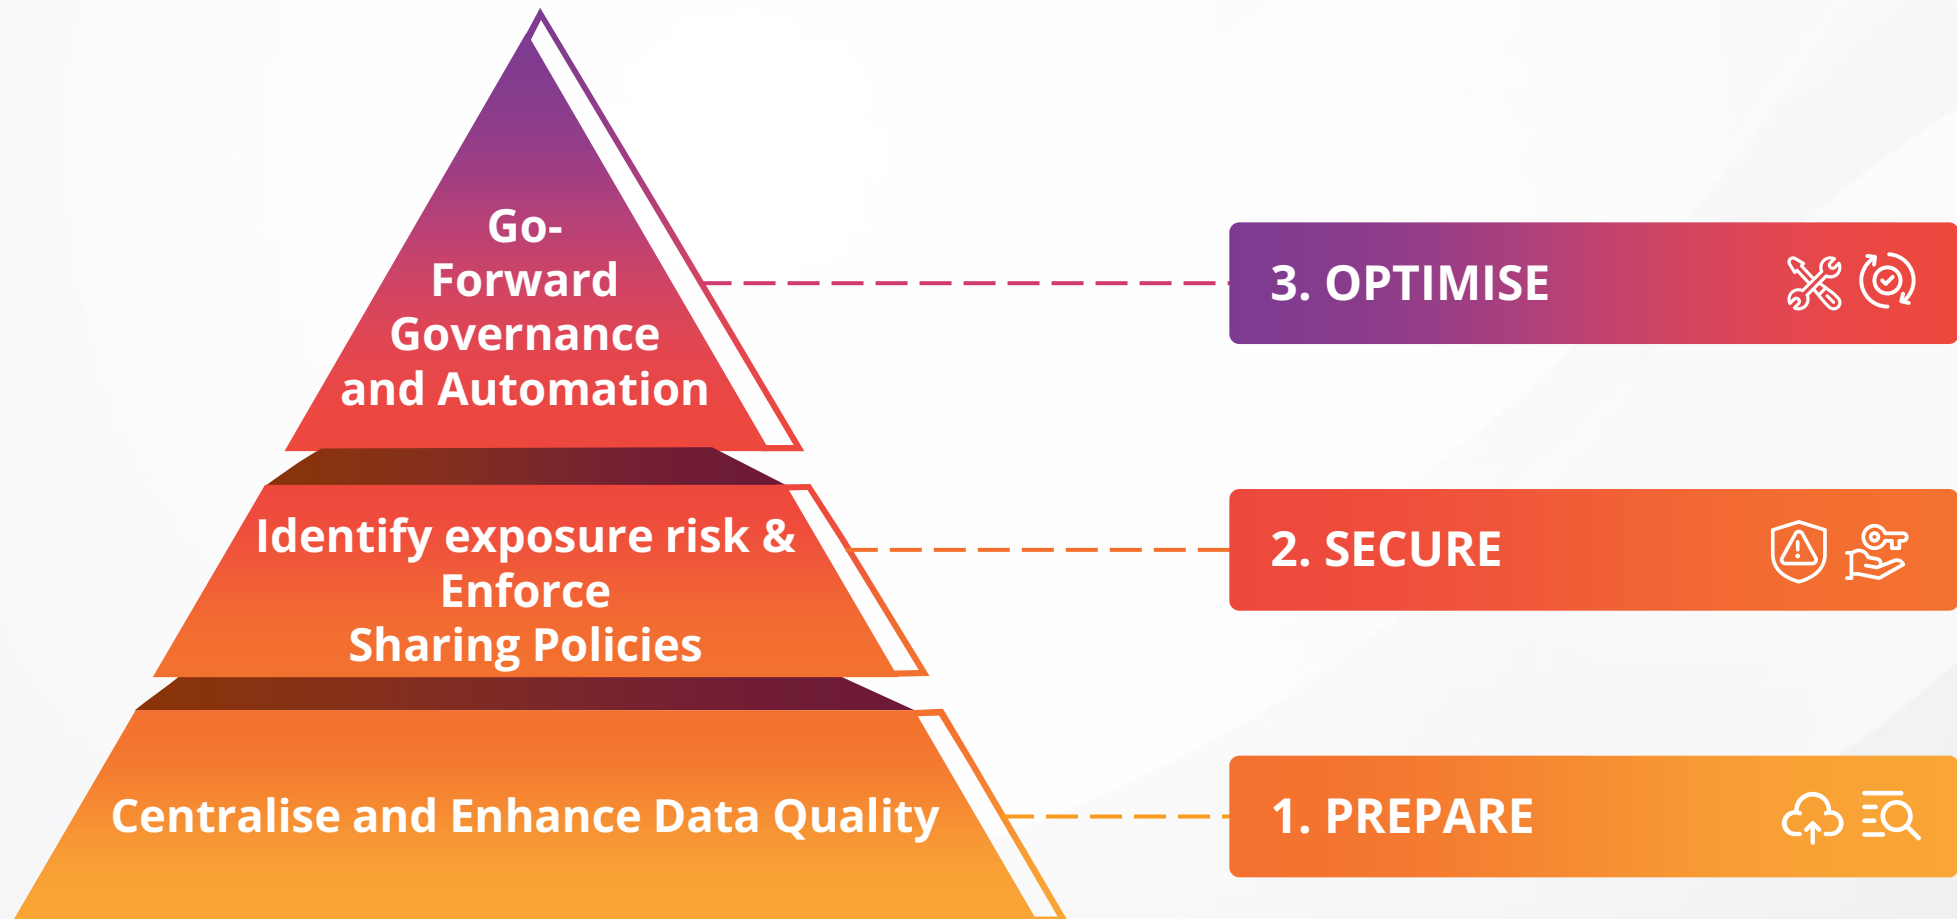 Go-
Forward
Governance
and Automation
3. OPTIMISE
Identify exposure risk &
Enforce
Sharing Policies
2. SECURE
Centralise and Enhance Data Quality
1. PREPARE